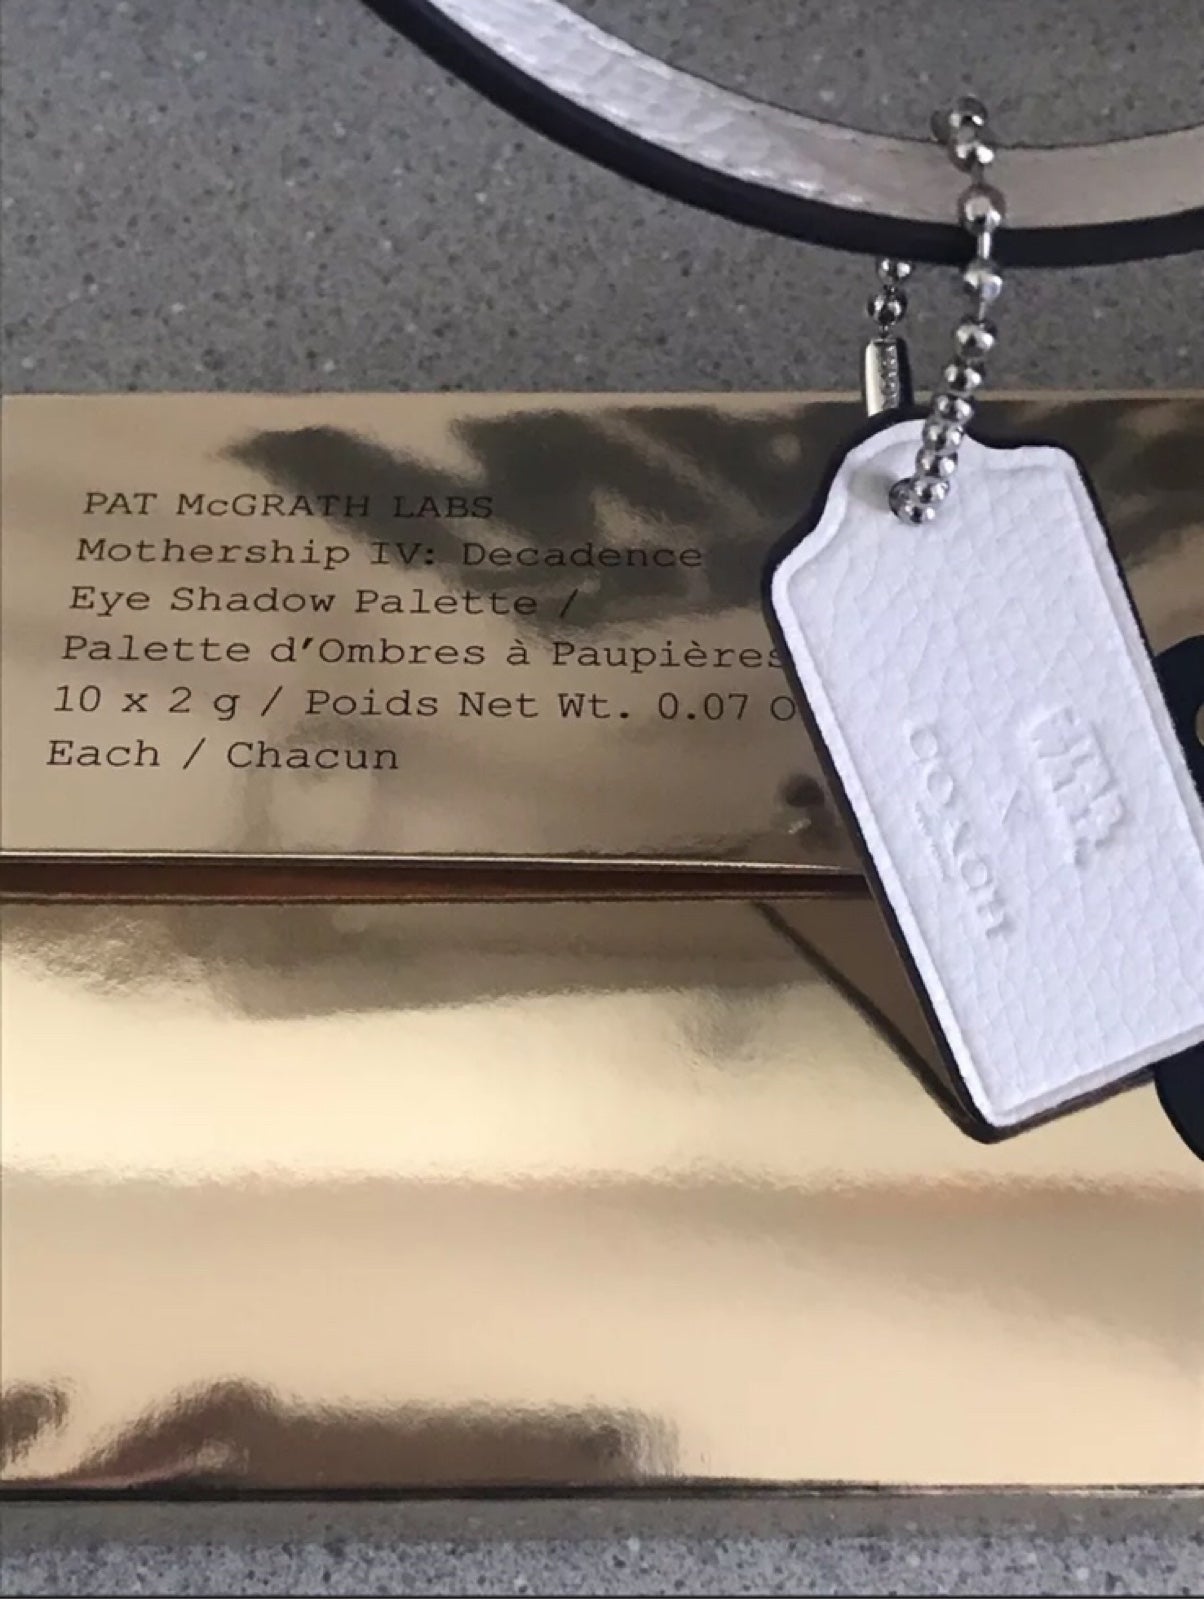 PAT McGRATH LABS
Mothership IV: Decadence
Eye Shadow Palette /
Palette d'Ombres à Paupières
10 x 2 g / Poids Net Wt. 0.07 O
Each / Chacun
X
COACH